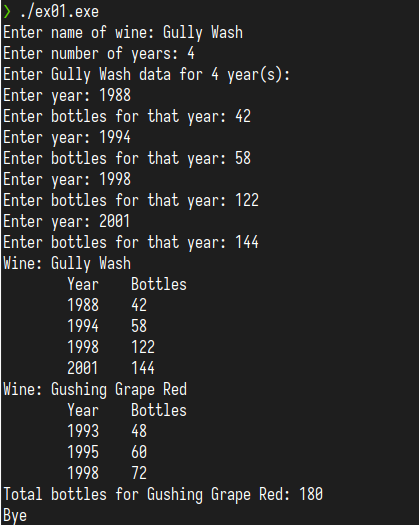 ❯ ./ex01.exe
Enter name of wine: Gully Wash
Enter number of years: 4
Enter Gully Wash data for 4 year(s):
Enter year: 1988
Enter bottles for that year: 42
Enter year: 1994
Enter bottles for that year: 58
Enter year: 1998
Enter bottles for that year: 122
Enter year: 2001
Enter bottles for that year: 144
Wine: Gully Wash
        Year    Bottles
        1988    42
        1994    58
        1998    122
        2001    144
Wine: Gushing Grape Red
        Year    Bottles
        1993    48
        1995    60
        1998    72
Total bottles for Gushing Grape Red: 180
Bye